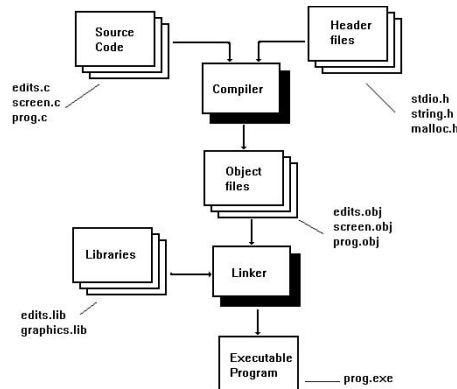 Source
Code
Header
files
edits.c
screen.c
prog.c
Compiler
stdio.h
string.h
malloc.h
Object
files
edits.obj
screen.obj
prog.obj
Libraries
Linker
edits.lib
graphics.lib
Executable
Program
prog.exe